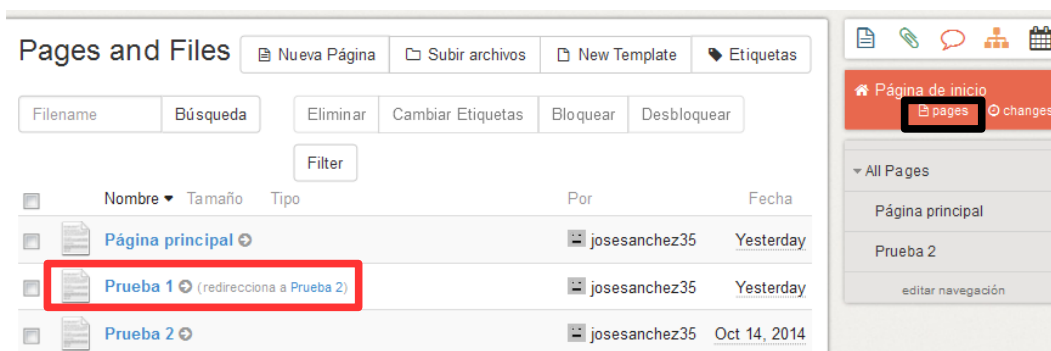 Pages and Files
Nueva Página
Subir archivos
New Template
Etiquetas
Filename
Búsqueda
Eliminar
Cambiar Etiquetas
Bloquear
Desbloquear
Filter
Nombre Tamaño Tipo Por Fecha
Página principal josesanchez35 Yesterday
Prueba 1 (redirecciona a Prueba 2) josesanchez35 Yesterday
Prueba 2 josesanchez35 Oct 14, 2014
Página de inicio
pages changes
All Pages
Página principal
Prueba 2
editar navegación